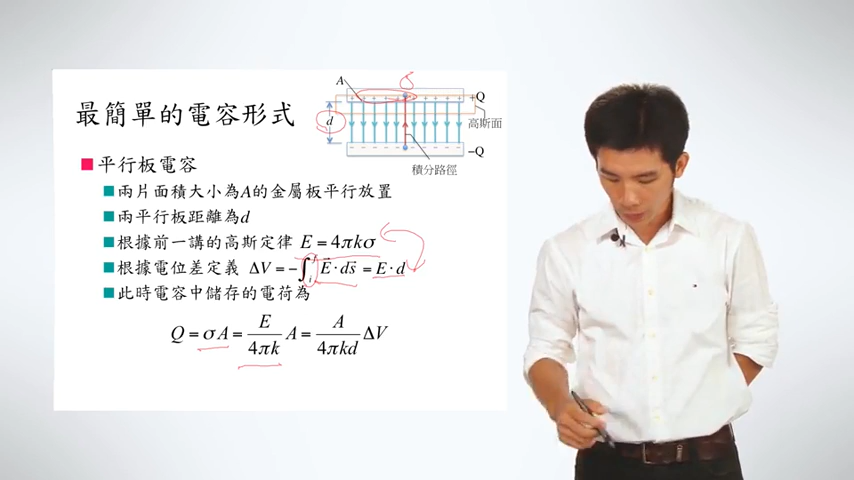 最簡單的電容形式
A
σ
+Q
d
高斯面
-Q
積分路徑
平行板電容
兩片面積大小為A的金屬板平行放置
兩平行板距離為d
根據前一講的高斯定律 E = 4πkσ
根據電位差定義 ΔV = -∫ᵢᶠ E⃗ · ds⃗ = E · d
此時電容中儲存的電荷為
Q = σA = E/4πk A = A/4πkd ΔV